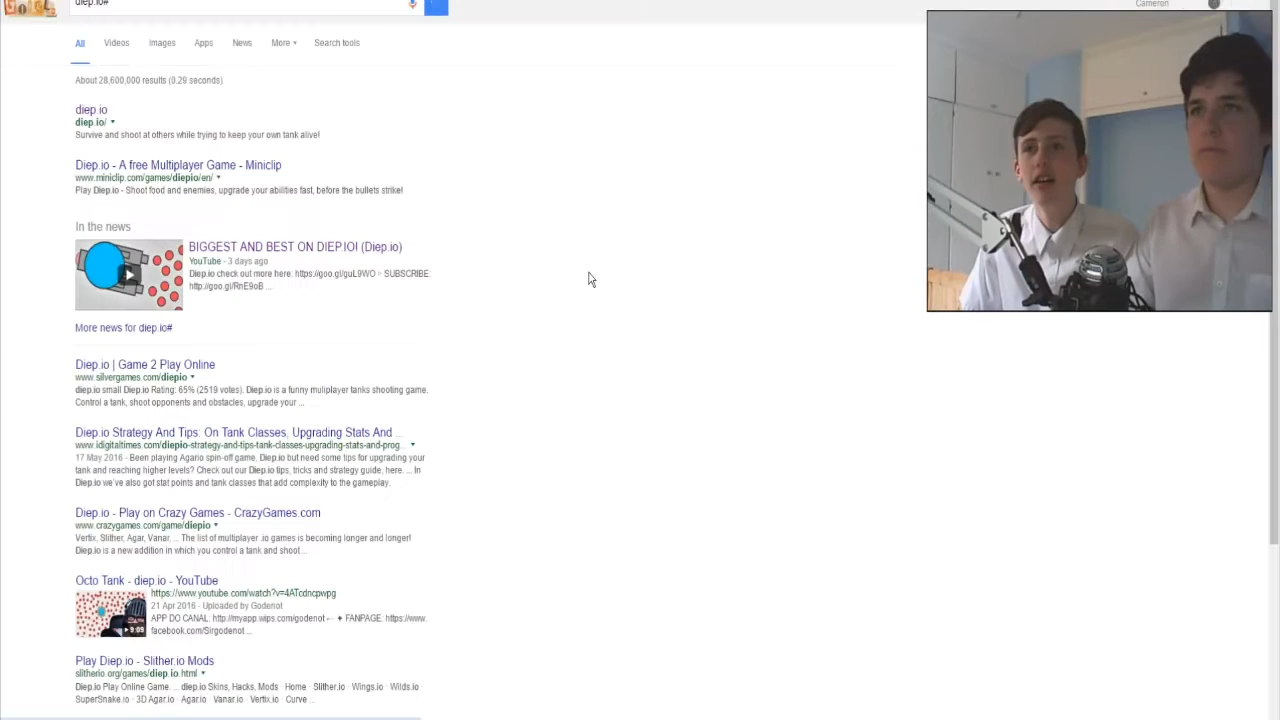 diep.io#
Cameron
All Videos Images Apps News More ▾ Search tools
About 28,600,000 results (0.29 seconds)
diep.io
diep.io/ ▾
Survive and shoot at others while trying to keep your own tank alive!
Diep.io - A free Multiplayer Game - Miniclip
www.miniclip.com/games/diepio/en/ ▾
Play Diep.io - Shoot food and enemies, upgrade your abilities fast, before the bullets strike!
In the news
BIGGEST AND BEST ON DIEP.IO! (Diep.io)
YouTube - 3 days ago
Diep.io check out more here: https://goo.gl/guL9WO ▹ SUBSCRIBE:
http://goo.gl/RnE9oB ...
More news for diep.io#
Diep.io | Game 2 Play Online
www.silvergames.com/diepio ▾
diep.io small Diep.io Rating: 65% (2519 votes). Diep.io is a funny muliplayer tanks shooting game.
Control a tank, shoot opponents and obstacles, upgrade your ...
Diep.io Strategy And Tips: On Tank Classes, Upgrading Stats And ...
www.idigitaltimes.com/diepio-strategy-and-tips-tank-classes-upgrading-stats-and-prog... ▾
17 May 2016 - Been playing Agario spin-off game, Diep.io but need some tips for upgrading your
tank and reaching higher levels? Check out our Diep.io tips, tricks and strategy guide, here. ... In
Diep.io we've also got stat points and tank classes that add complexity to the gameplay.
Diep.io - Play on Crazy Games - CrazyGames.com
www.crazygames.com/game/diepio ▾
Vertix, Slither, Agar, Vanar, ... The list of multiplayer .io games is becoming longer and longer!
Diep.io is a new addition in which you control a tank and shoot ...
Octo Tank - diep.io - YouTube
https://www.youtube.com/watch?v=4ATcdncpwpg
21 Apr 2016 - Uploaded by Godenot
APP DO CANAL: http://myapp.wips.com/godenot ← ✦ FANPAGE: https://www.
facebook.com/Sirgodenot ...
9:09
Play Diep.io - Slither.io Mods
slitherio.org/games/diep.io.html ▾
Diep.io Play Online Game. ... diep.io Skins, Hacks, Mods · Home · Slither.io · Wings.io · Wilds.io ·
SuperSnake.io · 3D Agar.io · Agar.io · Vanar.io · Vertix.io · Curve ...